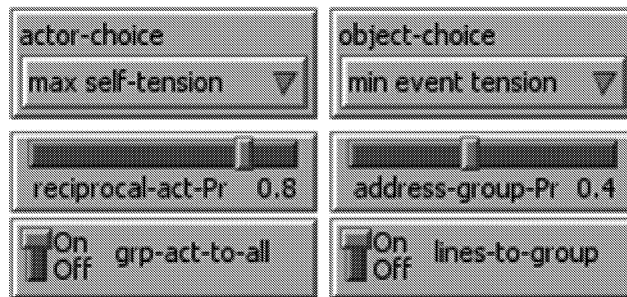 actor-choice
max self-tension
object-choice
min event tension
reciprocal-act-Pr 0.8
address-group-Pr 0.4
On
Off
grp-act-to-all
On
Off
lines-to-group